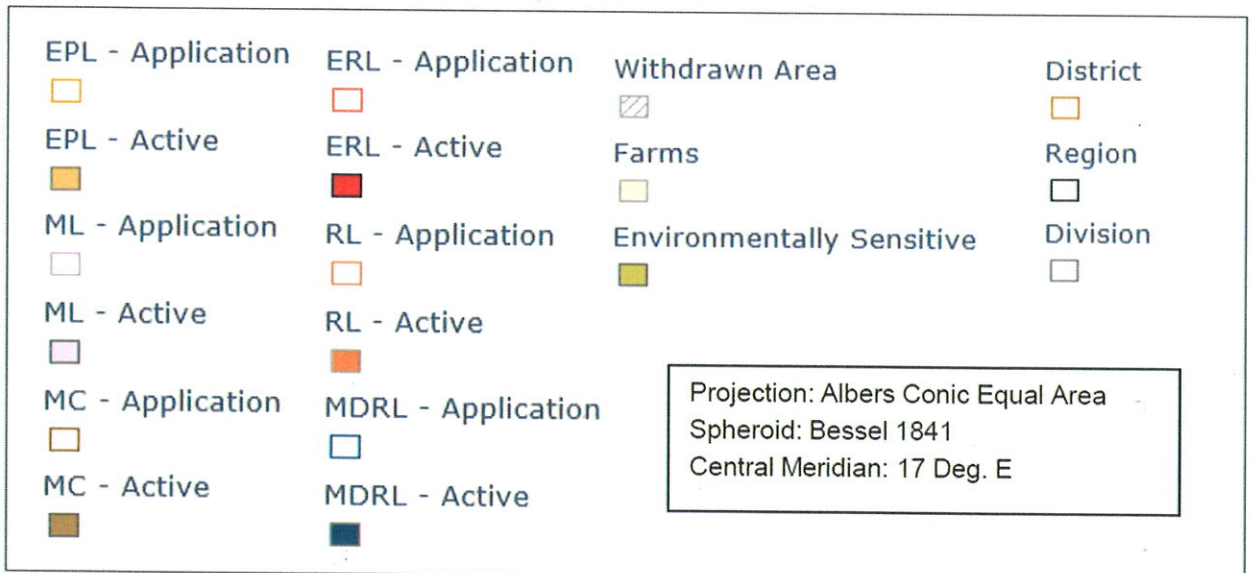 EPL - Application
EPL - Active
ML - Application
ML - Active
MC - Application
MC - Active
ERL - Application
ERL - Active
RL - Application
RL - Active
MDRL - Application
MDRL - Active
Withdrawn Area
Farms
Environmentally Sensitive
District
Region
Division
Projection: Albers Conic Equal Area
Spheroid: Bessel 1841
Central Meridian: 17 Deg. E